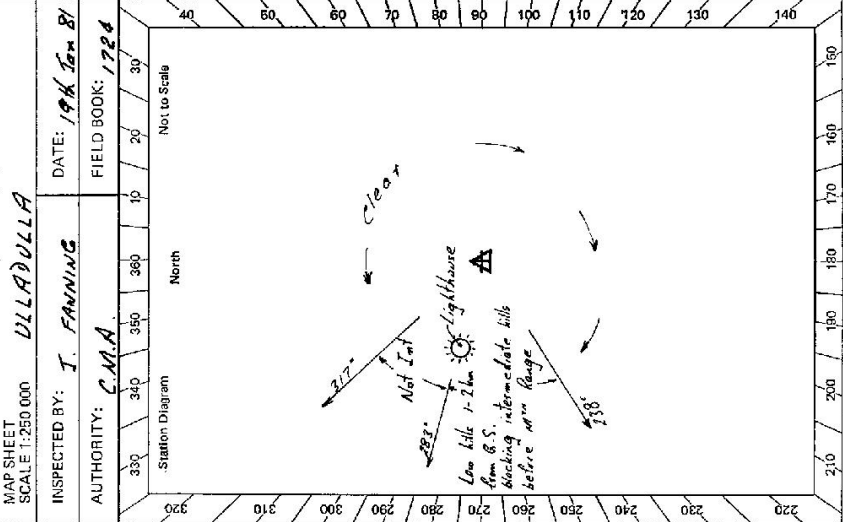 MAP SHEET
SCALE 1:250 000 ULLADULLA
INSPECTED BY: I. FANNING
DATE: 19th Jan 81
AUTHORITY: C.M.A.
FIELD BOOK: 1724
330 340 350 360 10 20 30
Station Diagram
North
Not to Scale
320
310
300
290
280
270
260
250
240
230
220
40
50
60
70
80
90
100
110
120
130
140
Clear
317°
Not Int
283°
Lighthouse
Low hills 1-2km
from G.S.
blocking intermediate hills
before Mtn Range
238°
210 200 190 180 170 160 150